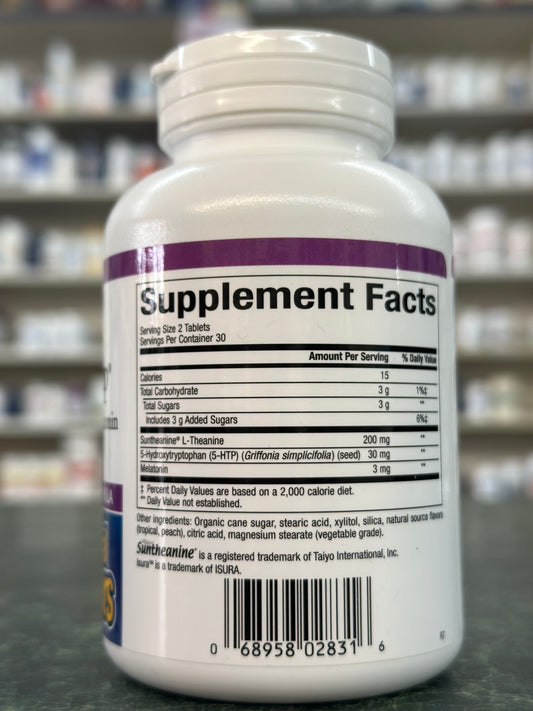 Supplement Facts
Serving Size 2 Tablets
Servings Per Container 30
Amount Per Serving % Daily Value
Calories 15
Total Carbohydrate 3 g 1%‡
Total Sugars 3 g **
Includes 3 g Added Sugars 6%‡
Suntheanine® L-Theanine 200 mg **
5-Hydroxytryptophan (5-HTP) (Griffonia simplicifolia) (seed) 30 mg **
Melatonin 3 mg **
‡ Percent Daily Values are based on a 2,000 calorie diet.
** Daily Value not established.
Other ingredients: Organic cane sugar, stearic acid, xylitol, silica, natural source flavors
(tropical, peach), citric acid, magnesium stearate (vegetable grade).
Suntheanine® is a registered trademark of Taiyo International, Inc.
Isura™ is a trademark of ISURA.
0 68958 02831 6